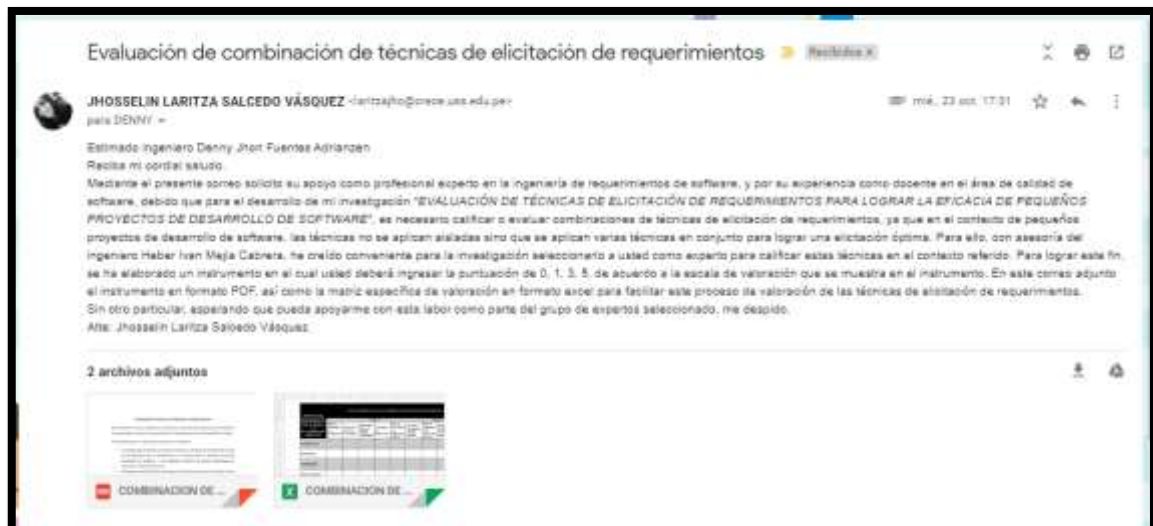 Evaluación de combinación de técnicas de elicitación de requerimientos
Recibidos x
JHOSSELIN LARITZA SALCEDO VÁSQUEZ <laritzajho@crece.uss.edu.pe>
mié., 23 oct. 17:31
para DENNY
Estimado Ingeniero Denny Jhort Fuentes Adrianzen
Reciba mi cordial saludo.
Mediante el presente correo solicito su apoyo como profesional experto en la ingeniería de requerimientos de software, y por su experiencia como docente en el área de calidad de
software, debido que para el desarrollo de mi investigación "EVALUACIÓN DE TÉCNICAS DE ELICITACIÓN DE REQUERIMIENTOS PARA LOGRAR LA EFICACIA DE PEQUEÑOS
PROYECTOS DE DESARROLLO DE SOFTWARE", es necesario calificar o evaluar combinaciones de técnicas de elicitación de requerimientos, ya que en el contexto de pequeños
proyectos de desarrollo de software, las técnicas no se aplican aisladas sino que se aplican varias técnicas en conjunto para lograr una elicitación óptima. Para ello, con asesoría del
ingeniero Heber Ivan Mejía Cabrera, he creído conveniente para la investigación seleccionarlo a usted como experto para calificar estas técnicas en el contexto referido. Para lograr este fin,
se ha elaborado un instrumento en el cual usted deberá ingresar la puntuación de 0, 1, 3, 5, de acuerdo a la escala de valoración que se muestra en el instrumento. En este correo adjunto
el instrumento en formato PDF, así como la matriz específica de valoración en formato excel para facilitar este proceso de valoración de las técnicas de elicitación de requerimientos.
Sin otro particular, esperando que pueda apoyarme con esta labor como parte del grupo de expertos seleccionado, me despido.
Atte: Jhosselin Laritza Salcedo Vásquez
2 archivos adjuntos
COMBINACION DE ...
COMBINACION DE ...